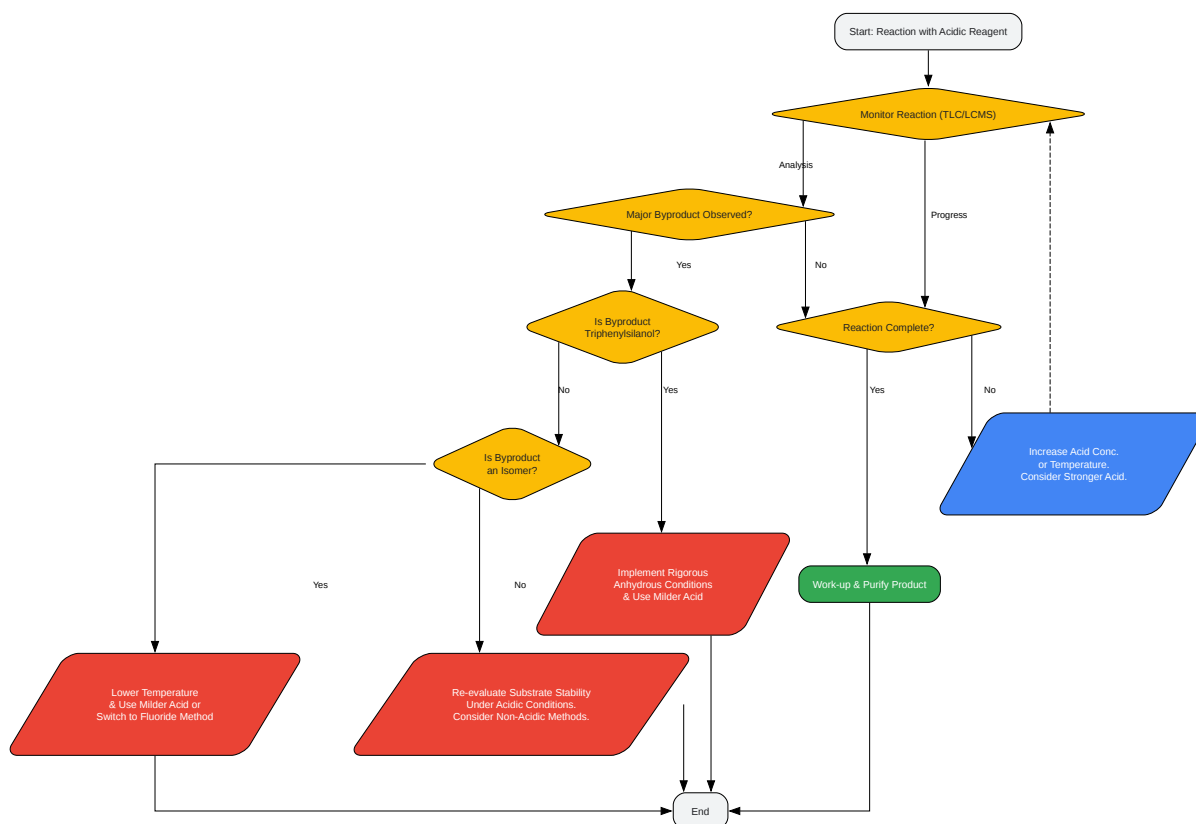 Start: Reaction with Acidic Reagent
Monitor Reaction (TLC/LCMS)
Analysis
Major Byproduct Observed?
Progress
Yes
No
Is Byproduct
Triphenylsilanol?
Reaction Complete?
No
Yes
Yes
No
Is Byproduct
an Isomer?
Increase Acid Conc.
or Temperature.
Consider Stronger Acid.
Yes
No
Implement Rigorous
Anhydrous Conditions
& Use Milder Acid
Work-up & Purify Product
Lower Temperature
& Use Milder Acid or
Switch to Fluoride Method
Re-evaluate Substrate Stability
Under Acidic Conditions.
Consider Non-Acidic Methods.
End